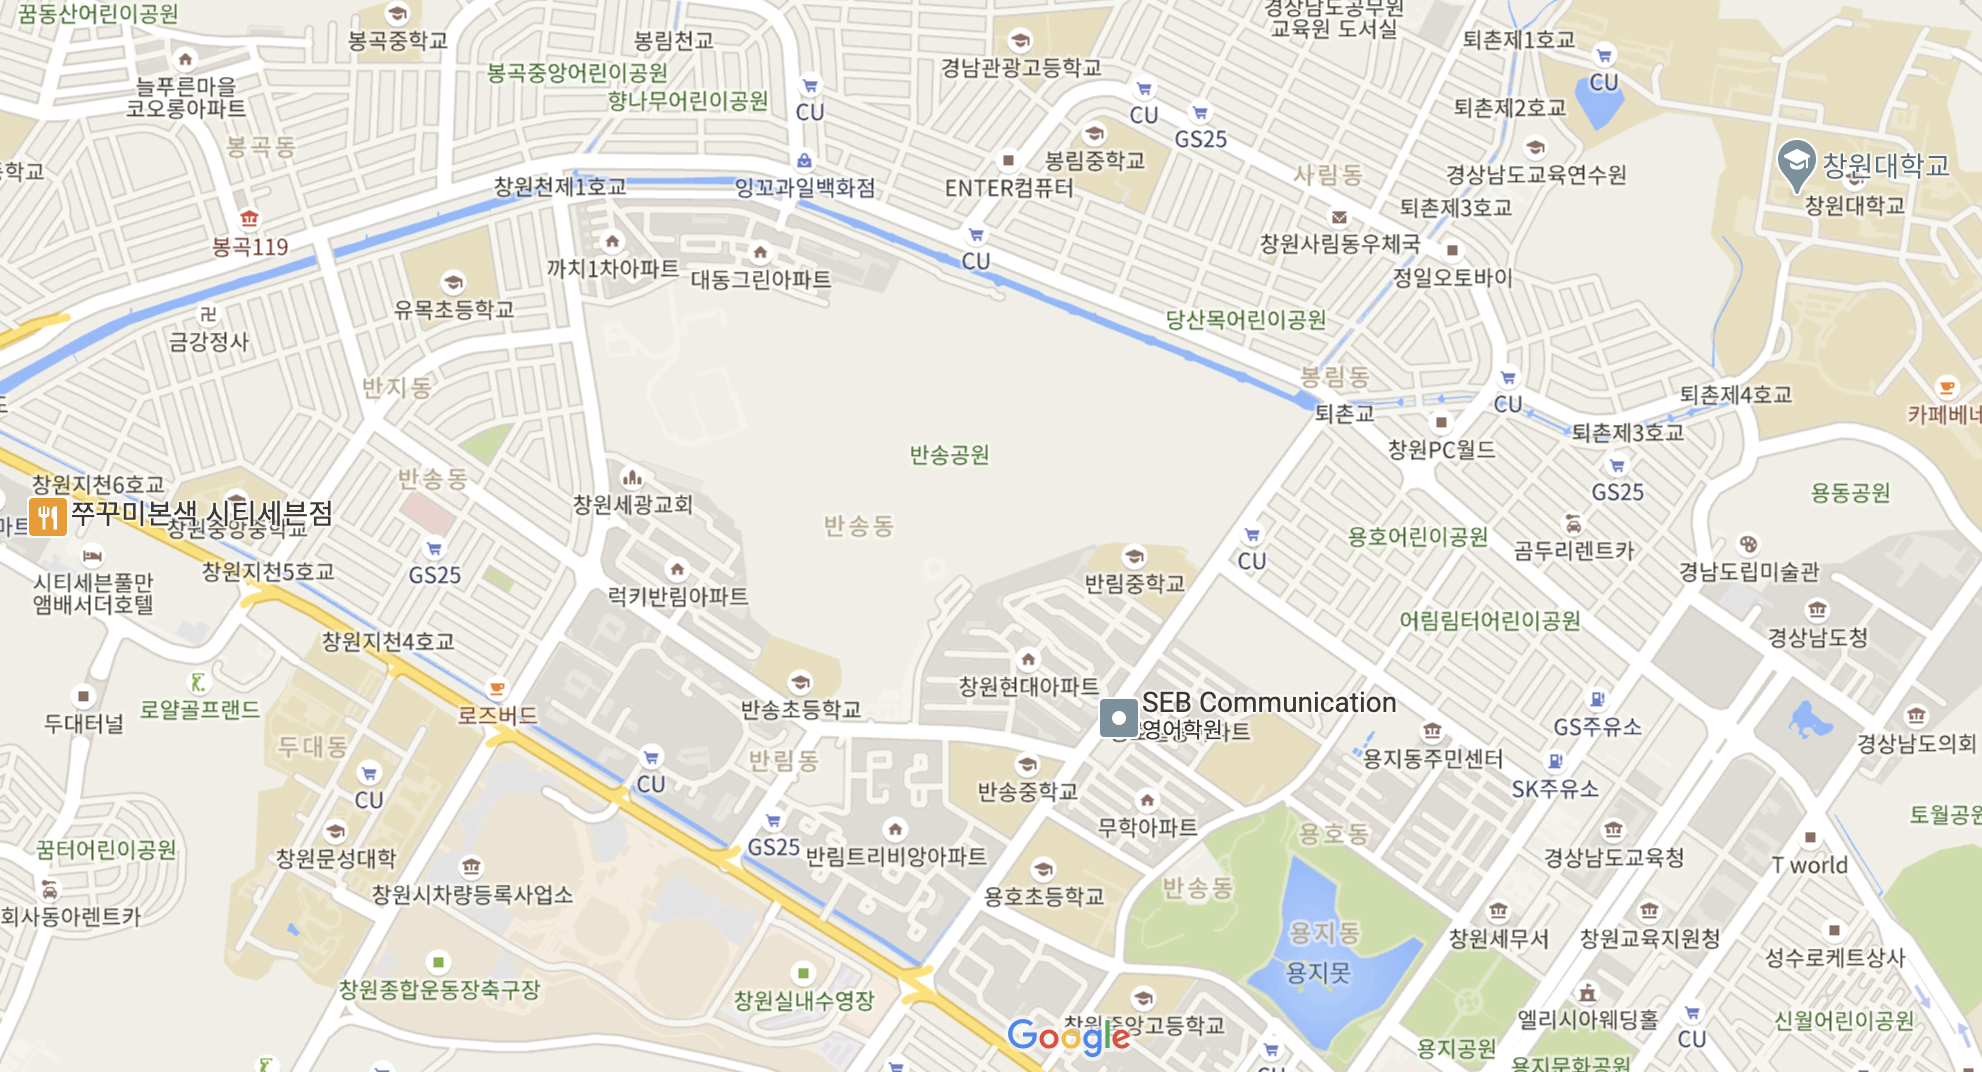 꿈동산어린이공원
봉곡중학교
봉림천교
경상남도공무원
교육원 도서실
퇴촌제1호교
늘푸른마을
코오롱아파트
봉곡중앙어린이공원
향나무어린이공원
CU
경남관광고등학교
CU
GS25
퇴촌제2호교
CU
봉곡동
등학교
창원천제1호교
잉꼬과일백화점
ENTER컴퓨터
봉림중학교
사림동
경상남도교육연수원
창원대학교
창원대학교
퇴촌제3호교
봉곡119
까치1차아파트
대동그린아파트
CU
창원사림동우체국
정일오토바이
유목초등학교
금강정사
당산목어린이공원
반지동
봉림동
퇴촌교
CU
퇴촌제4호교
카페베네
창원PC월드
퇴촌제3호교
반송공원
창원지천6호교
반송동
쭈꾸미본색 시티세븐점
창원중앙중학교
마트
창원세광교회
반송동
GS25
용동공원
용호어린이공원
곰두리렌트카
CU
시티세븐풀만
앰배서더호텔
창원지천5호교
GS25
럭키반림아파트
반림중학교
경남도립미술관
어림림터어린이공원
경상남도청
창원지천4호교
로얄골프랜드
두대터널
로즈버드
반송초등학교
창원현대아파트
SEB Communication
영어학원
아파트
GS주유소
용지동주민센터
경상남도의회
두대동
CU
CU
반림동
반송중학교
SK주유소
무학아파트
용호동
토월공원
꿈터어린이공원
창원문성대학
GS25
반림트리비앙아파트
경상남도교육청
T world
창원시차량등록사업소
용호초등학교
반송동
회사동아렌트카
용지동
용지못
창원세무서
창원교육지원청
성수로케트상사
창원종합운동장축구장
창원실내수영장
창원중앙고등학교
Google
엘리시아웨딩홀
CU
신월어린이공원
용지공원
용지문화공원
CU